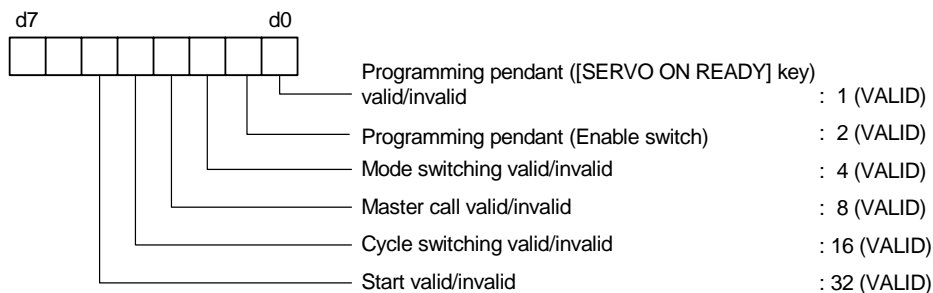 d7 d0
Programming pendant ([SERVO ON READY] key)
valid/invalid : 1 (VALID)
Programming pendant (Enable switch) : 2 (VALID)
Mode switching valid/invalid : 4 (VALID)
Master call valid/invalid : 8 (VALID)
Cycle switching valid/invalid : 16 (VALID)
Start valid/invalid : 32 (VALID)